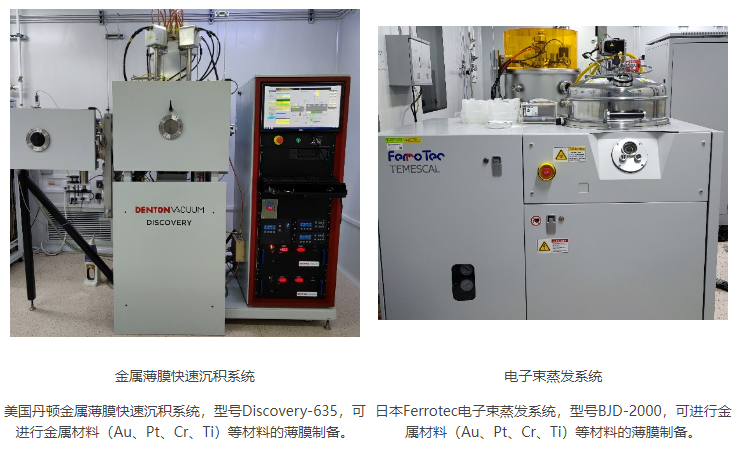 DENTON VACUUM
DISCOVERY
FerroTec
TEMESCAL
金属薄膜快速沉积系统
美国丹顿金属薄膜快速沉积系统，型号Discovery-635，可
进行金属材料（Au、Pt、Cr、Ti）等材料的薄膜制备。
电子束蒸发系统
日本Ferrotec电子束蒸发系统，型号BJD-2000，可进行金
属材料（Au、Pt、Cr、Ti）等材料的薄膜制备。